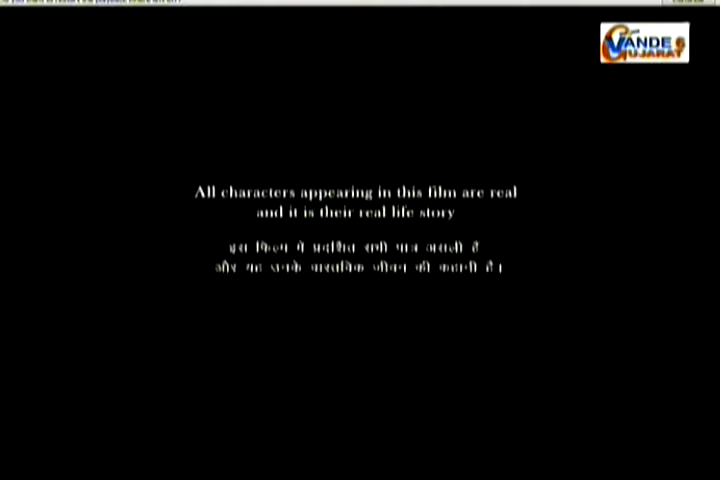 VANDE 6
GUJARAT
All characters appearing in this film are real
and it is their real life story
इस फिल्म में प्रदर्शित सभी पात्र असली हैं
और यह उनके वास्तविक जीवन की कहानी है।